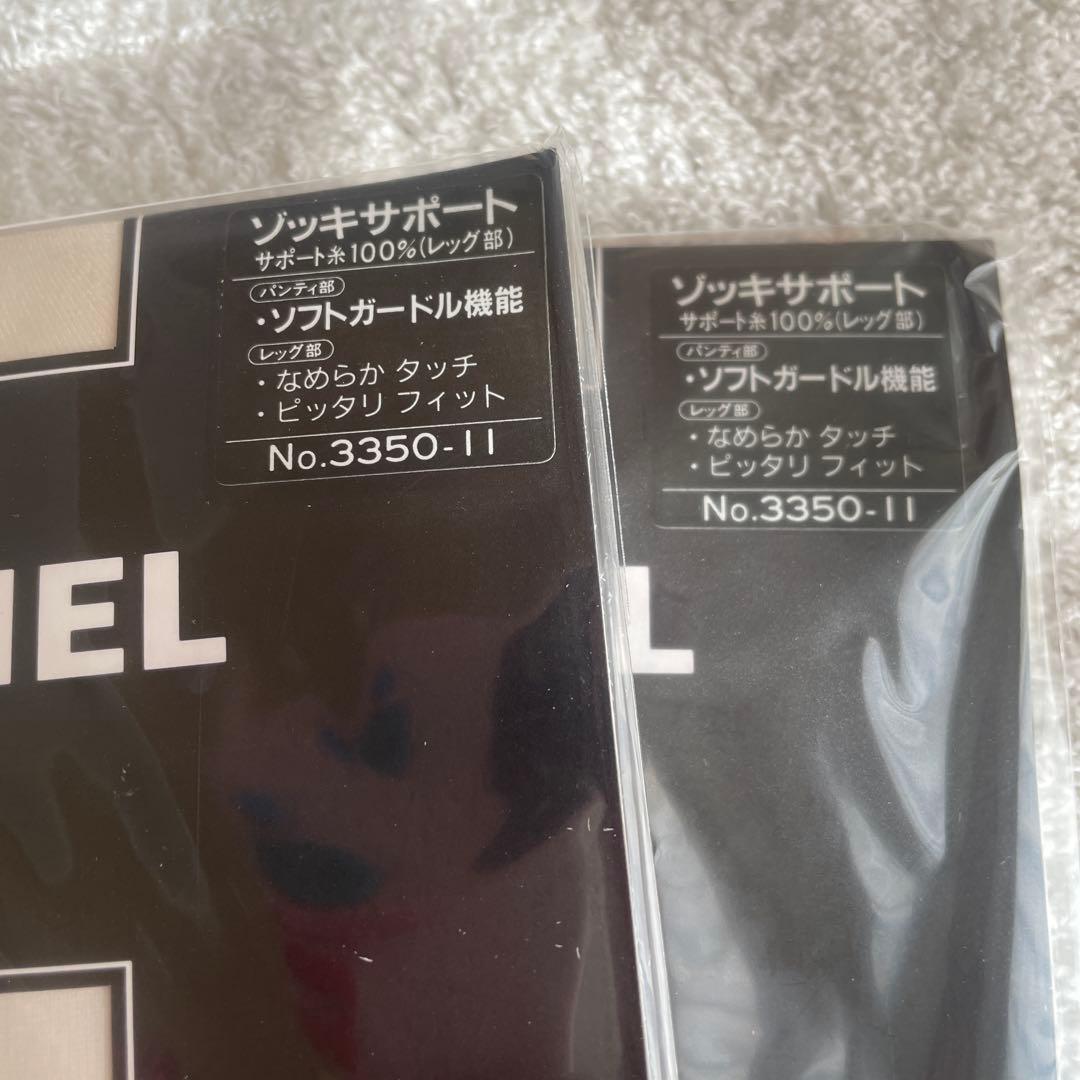 ゾッキサポート
サポート糸100%(レッグ部)
パンティ部
・ソフトガードル機能
レッグ部
・なめらか タッチ
・ピッタリ フィット
No.3350-11
NEL
ゾッキサポート
サポート糸100%(レッグ部)
パンティ部
・ソフトガードル機能
レッグ部
・なめらか タッチ
・ピッタリ フィット
No.3350-11
L